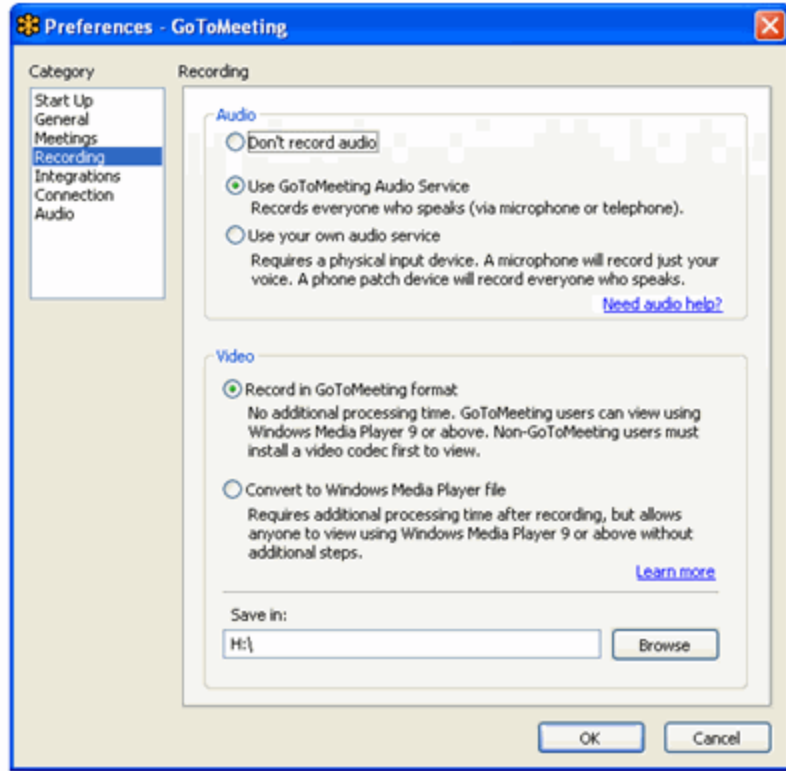 Preferences - GoToMeeting
Category
Recording
Start Up
General
Meetings
Recording
Integrations
Connection
Audio
Audio
Don't record audio
Use GoToMeeting Audio Service
Records everyone who speaks (via microphone or telephone).
Use your own audio service
Requires a physical input device. A microphone will record just your
voice. A phone patch device will record everyone who speaks.
Need audio help?
Video
Record in GoToMeeting format
No additional processing time. GoToMeeting users can view using
Windows Media Player 9 or above. Non-GoToMeeting users must
install a video codec first to view.
Convert to Windows Media Player file
Requires additional processing time after recording, but allows
anyone to view using Windows Media Player 9 or above without
additional steps.
Learn more
Save in:
H:\
Browse
OK
Cancel